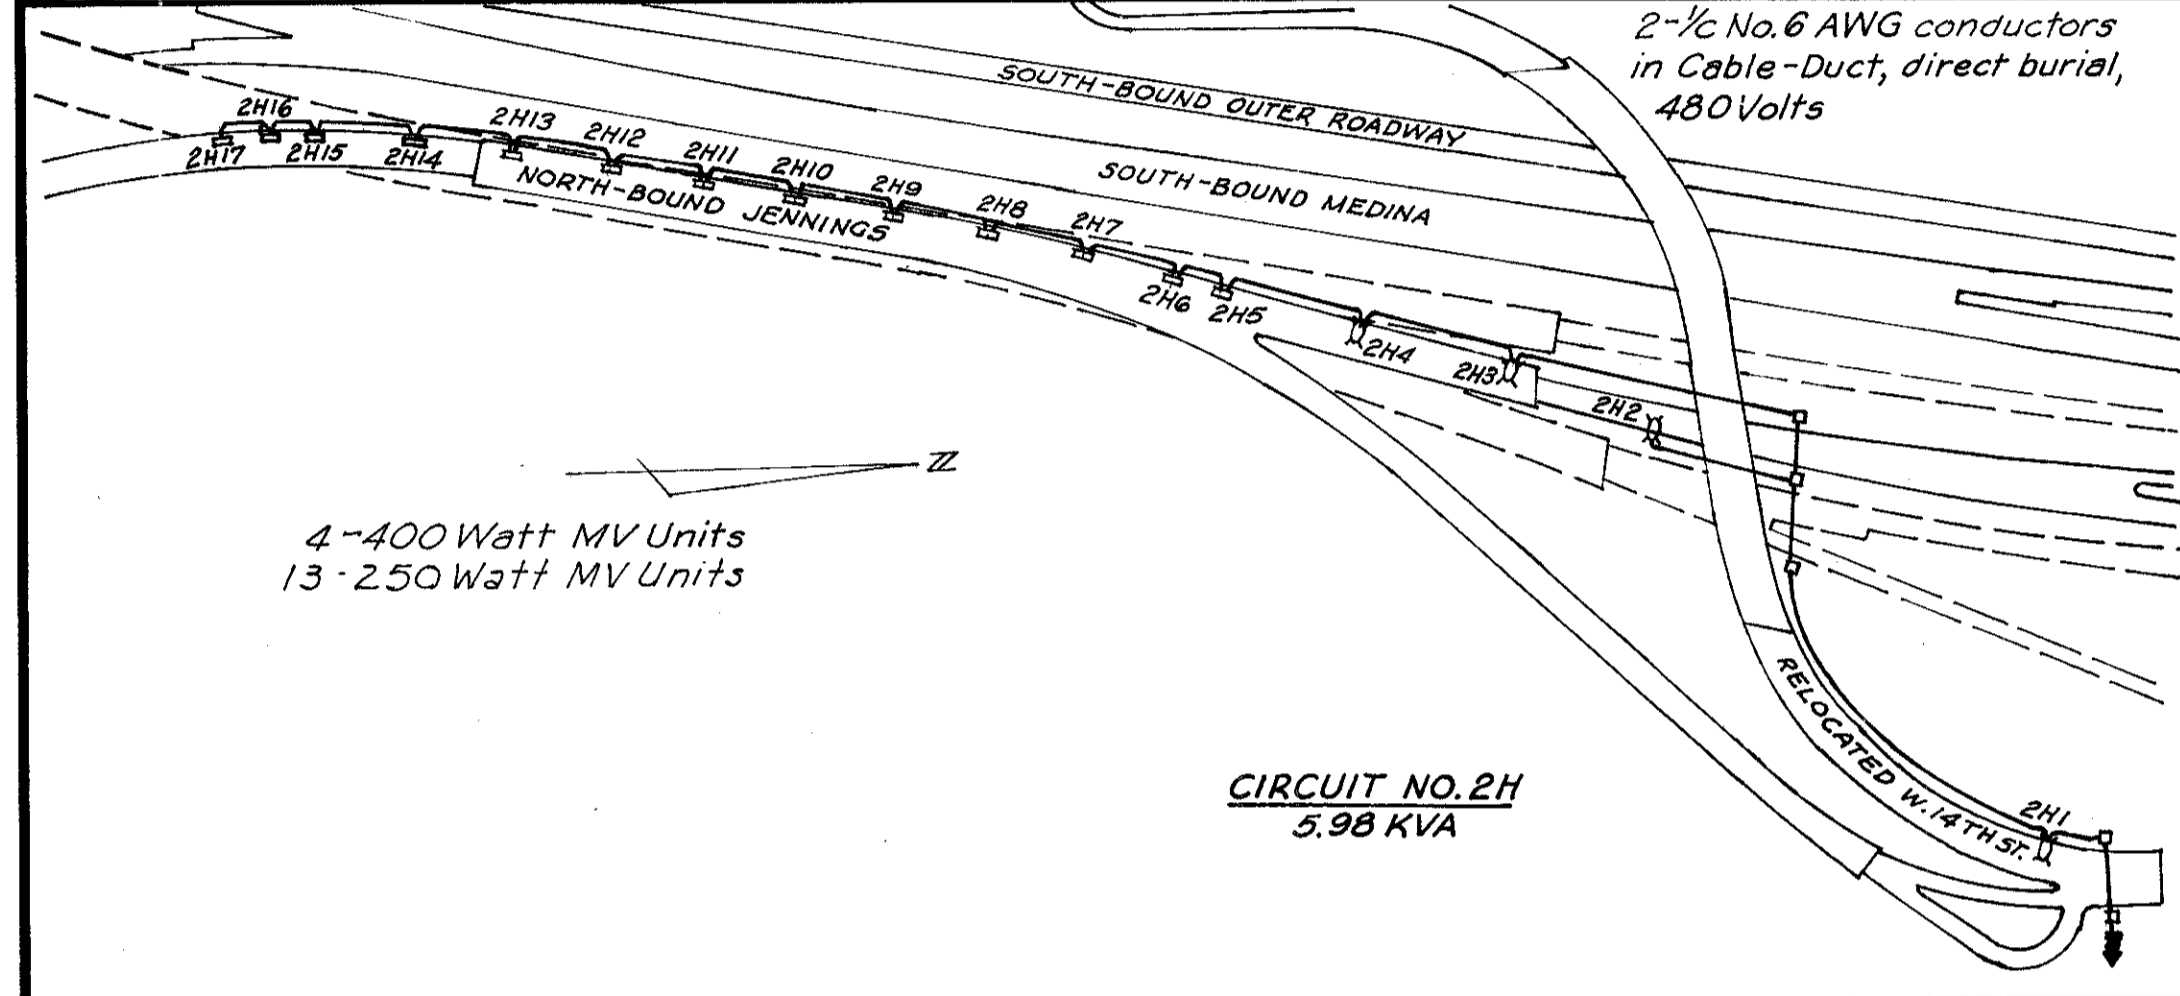 2-1/c No.6 AWG conductors
in Cable-Duct, direct burial,
480 Volts
SOUTH-BOUND OUTER ROADWAY
SOUTH-BOUND MEDINA
NORTH-BOUND JENNINGS
2H17
2H16
2H15
2H14
2H13
2H12
2H11
2H10
2H9
2H8
2H7
2H6
2H5
2H4
2H3
2H2
N
4-400 Watt MV Units
13-250 Watt MV Units
RELOCATED W. 14TH ST.
2H1
CIRCUIT NO. 2H
5.98 KVA